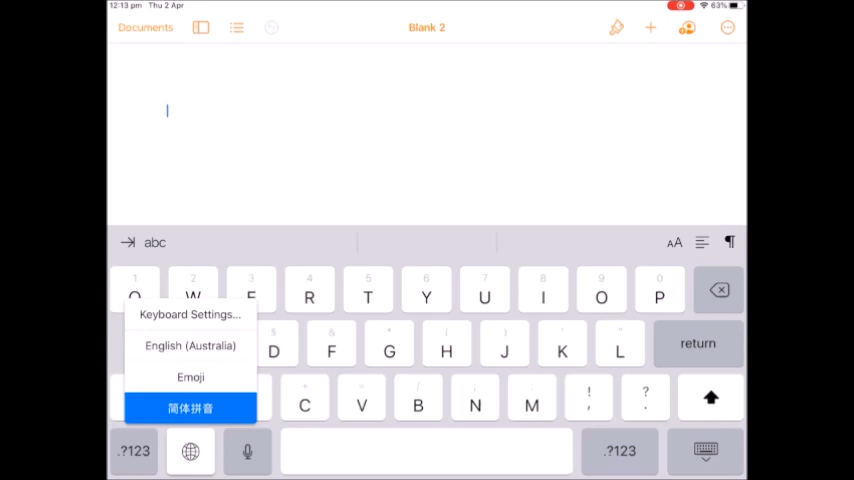 12:13 pm Thu 2 Apr
63%
Documents
Blank 2
abc
AA
1 2 3 4 5 6 7 8 9 0
R T Y U I O P
$ & * ( ) ' "
D F G H J K L
return
Keyboard Settings...
English (Australia)
Emoji
简体拼音
! ?
C V B N M , .
.?123
.?123